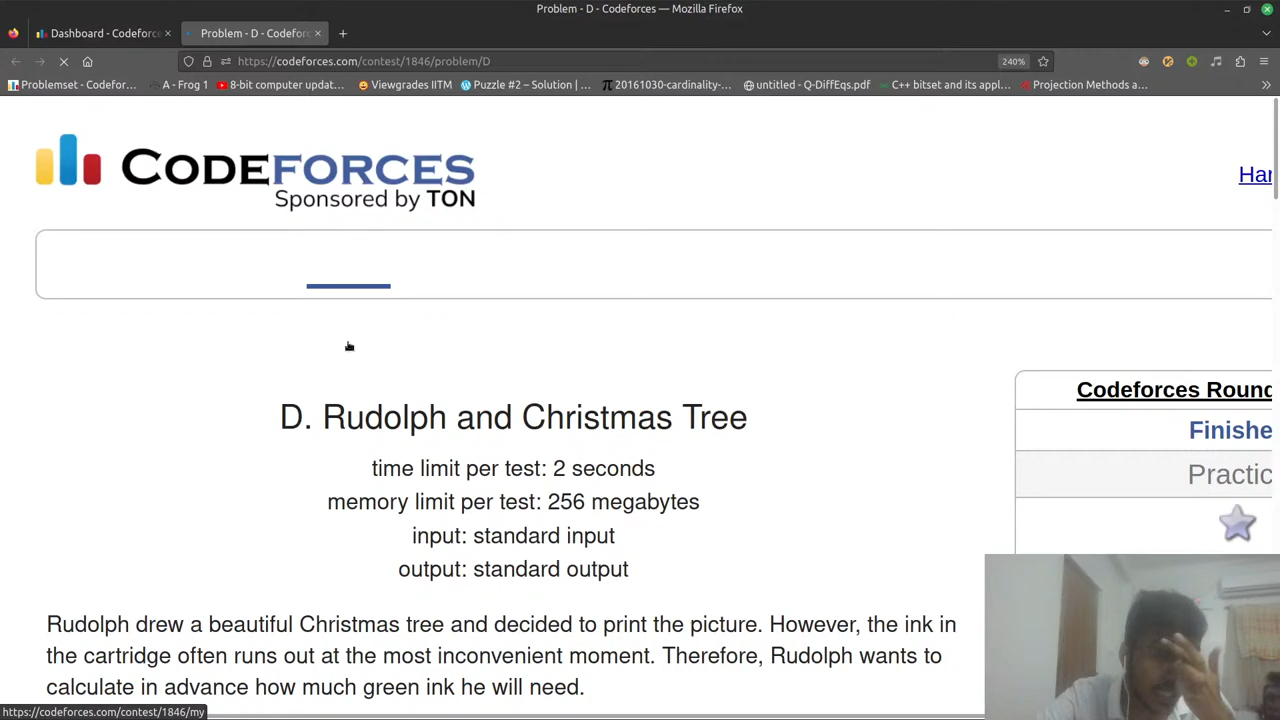 Problem - D - Codeforces — Mozilla Firefox
Dashboard - Codeforce
Problem - D - Codefor
https://codeforces.com/contest/1846/problem/D
240%
Problemset - Codefor...
A - Frog 1
8-bit computer updat...
Viewgrades IITM
Puzzle #2 – Solution | ...
20161030-cardinality-...
untitled - Q-DiffEqs.pdf
C++ bitset and its appl...
Projection Methods a...
CODEFORCES
Sponsored by TON
Har
D. Rudolph and Christmas Tree
time limit per test: 2 seconds
memory limit per test: 256 megabytes
input: standard input
output: standard output
Codeforces Round
Finishe
Practic
Rudolph drew a beautiful Christmas tree and decided to print the picture. However, the ink in
the cartridge often runs out at the most inconvenient moment. Therefore, Rudolph wants to
calculate in advance how much green ink he will need.
https://codeforces.com/contest/1846/my